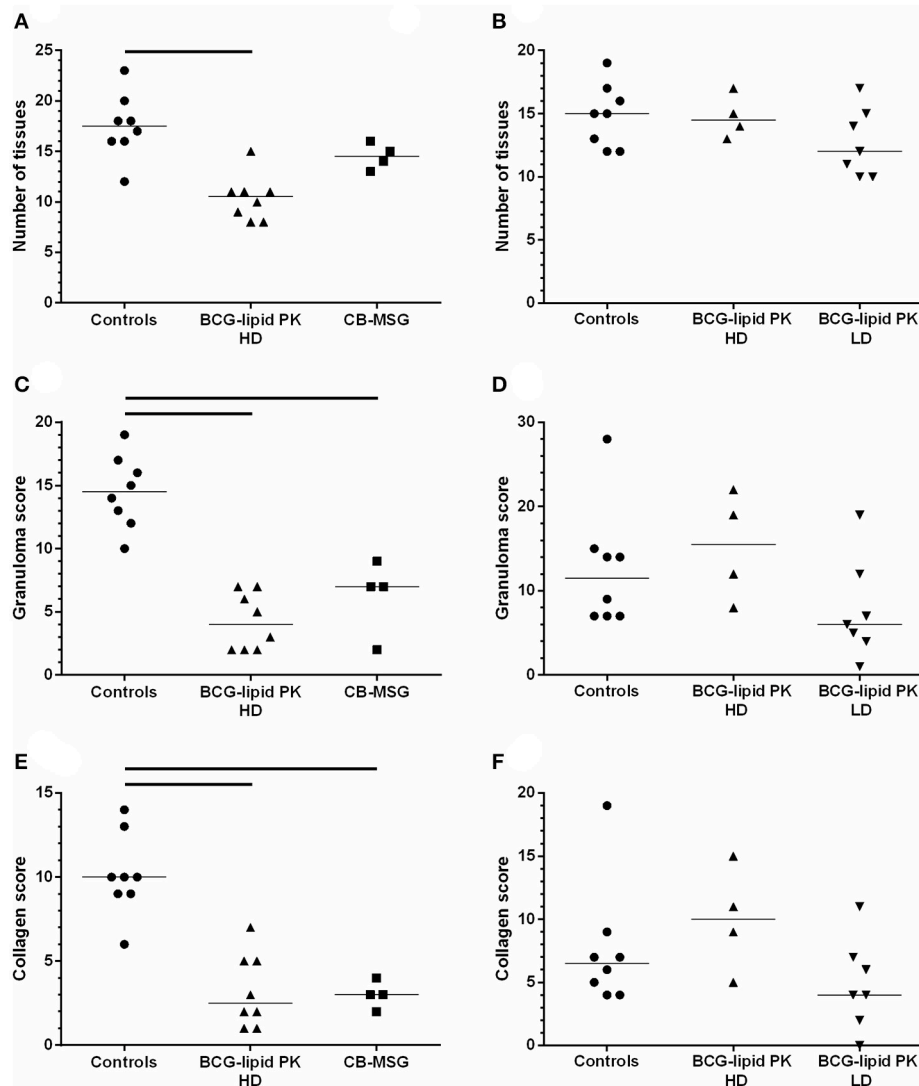 A
Number of tissues
25
20
15
10
5
0
Controls
BCG-lipid PK
HD
CB-MSG
B
Number of tissues
20
15
10
5
0
Controls
BCG-lipid PK
HD
BCG-lipid PK
LD
C
Granuloma score
20
15
10
5
0
Controls
BCG-lipid PK
HD
CB-MSG
D
Granuloma score
30
20
10
0
Controls
BCG-lipid PK
HD
BCG-lipid PK
LD
E
Collagen score
15
10
5
0
Controls
BCG-lipid PK
HD
CB-MSG
F
Collagen score
20
15
10
5
0
Controls
BCG-lipid PK
HD
BCG-lipid PK
LD